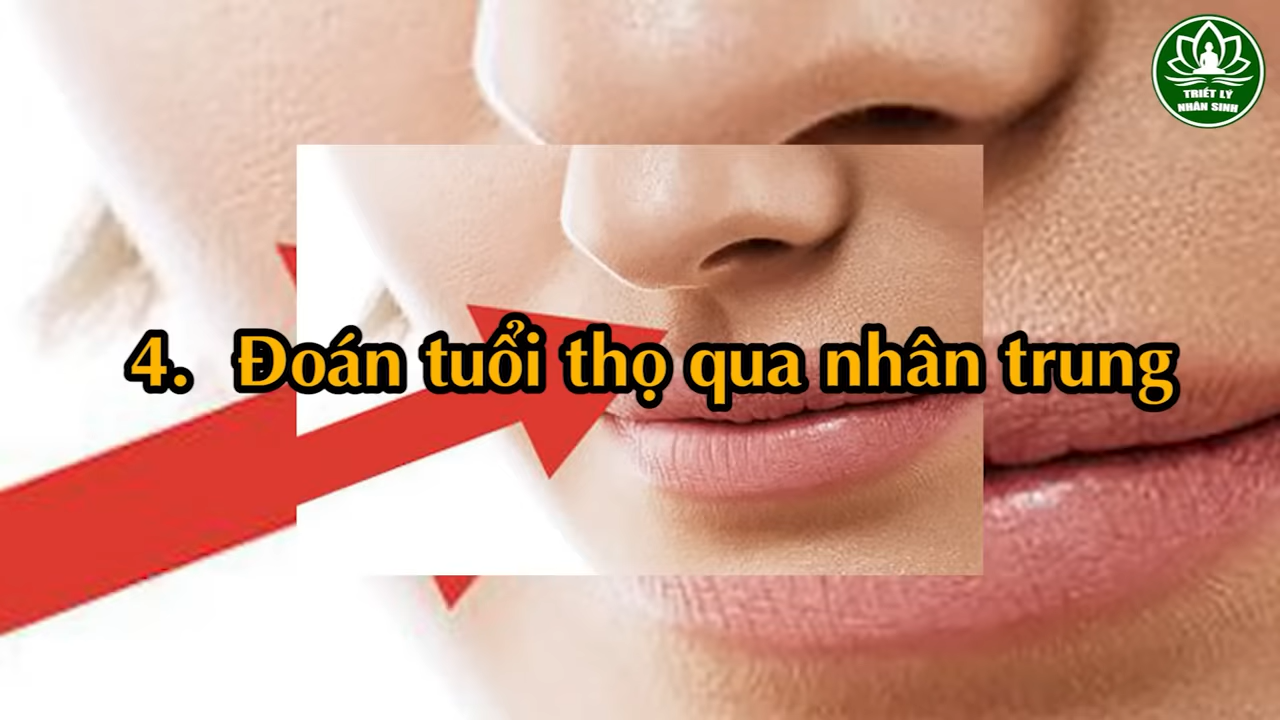 TRIẾT LÝ
NHÂN SINH
4. Đoán tuổi thọ qua nhân trung